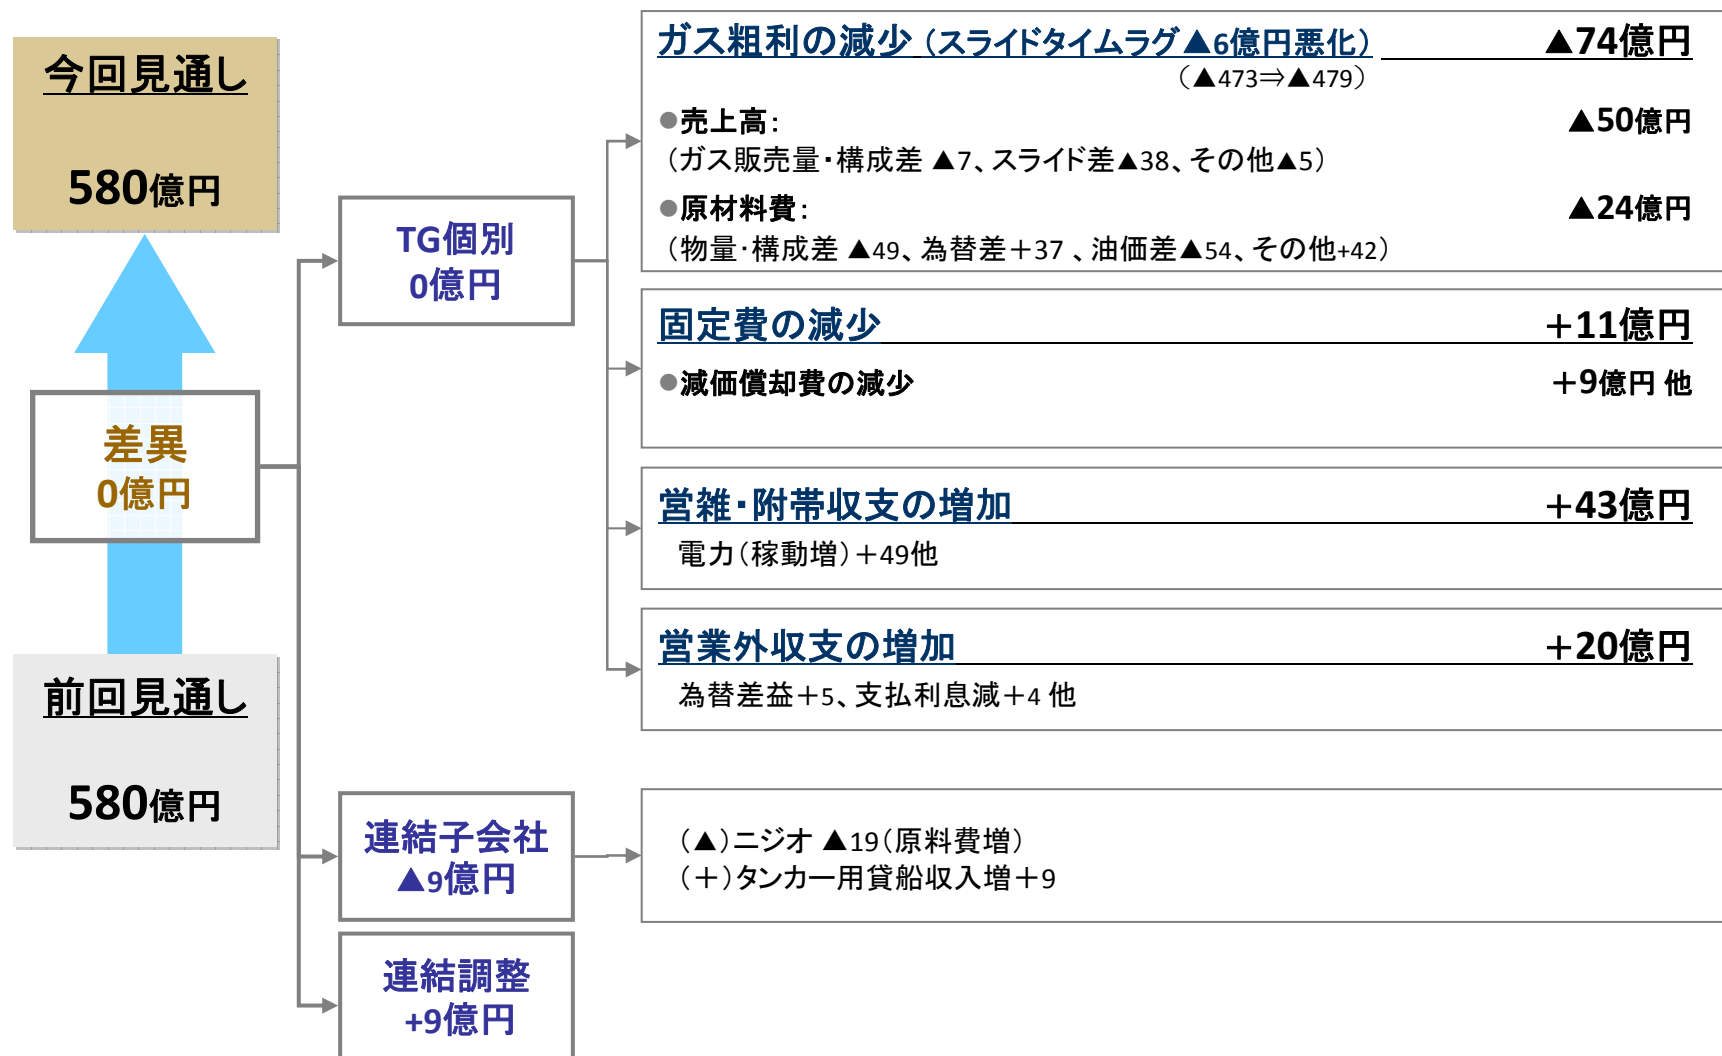 今回見通し
580億円
差異
0億円
前回見通し
580億円
TG個別
0億円
連結子会社
▲9億円
連結調整
+9億円
ガス粗利の減少（スライドタイムラグ▲6億円悪化） ▲74億円
（▲473⇒▲479）
●売上高： ▲50億円
（ガス販売量・構成差 ▲7、スライド差▲38、その他▲5）
●原材料費： ▲24億円
（物量・構成差 ▲49、為替差＋37 、油価差▲54、その他+42）
固定費の減少 ＋11億円
●減価償却費の減少 ＋9億円 他
営雑・附帯収支の増加 ＋43億円
電力（稼動増）＋49他
営業外収支の増加 ＋20億円
為替差益＋5、支払利息減＋4 他
（▲）ニジオ ▲19（原料費増）
（＋）タンカー用貸船収入増＋9